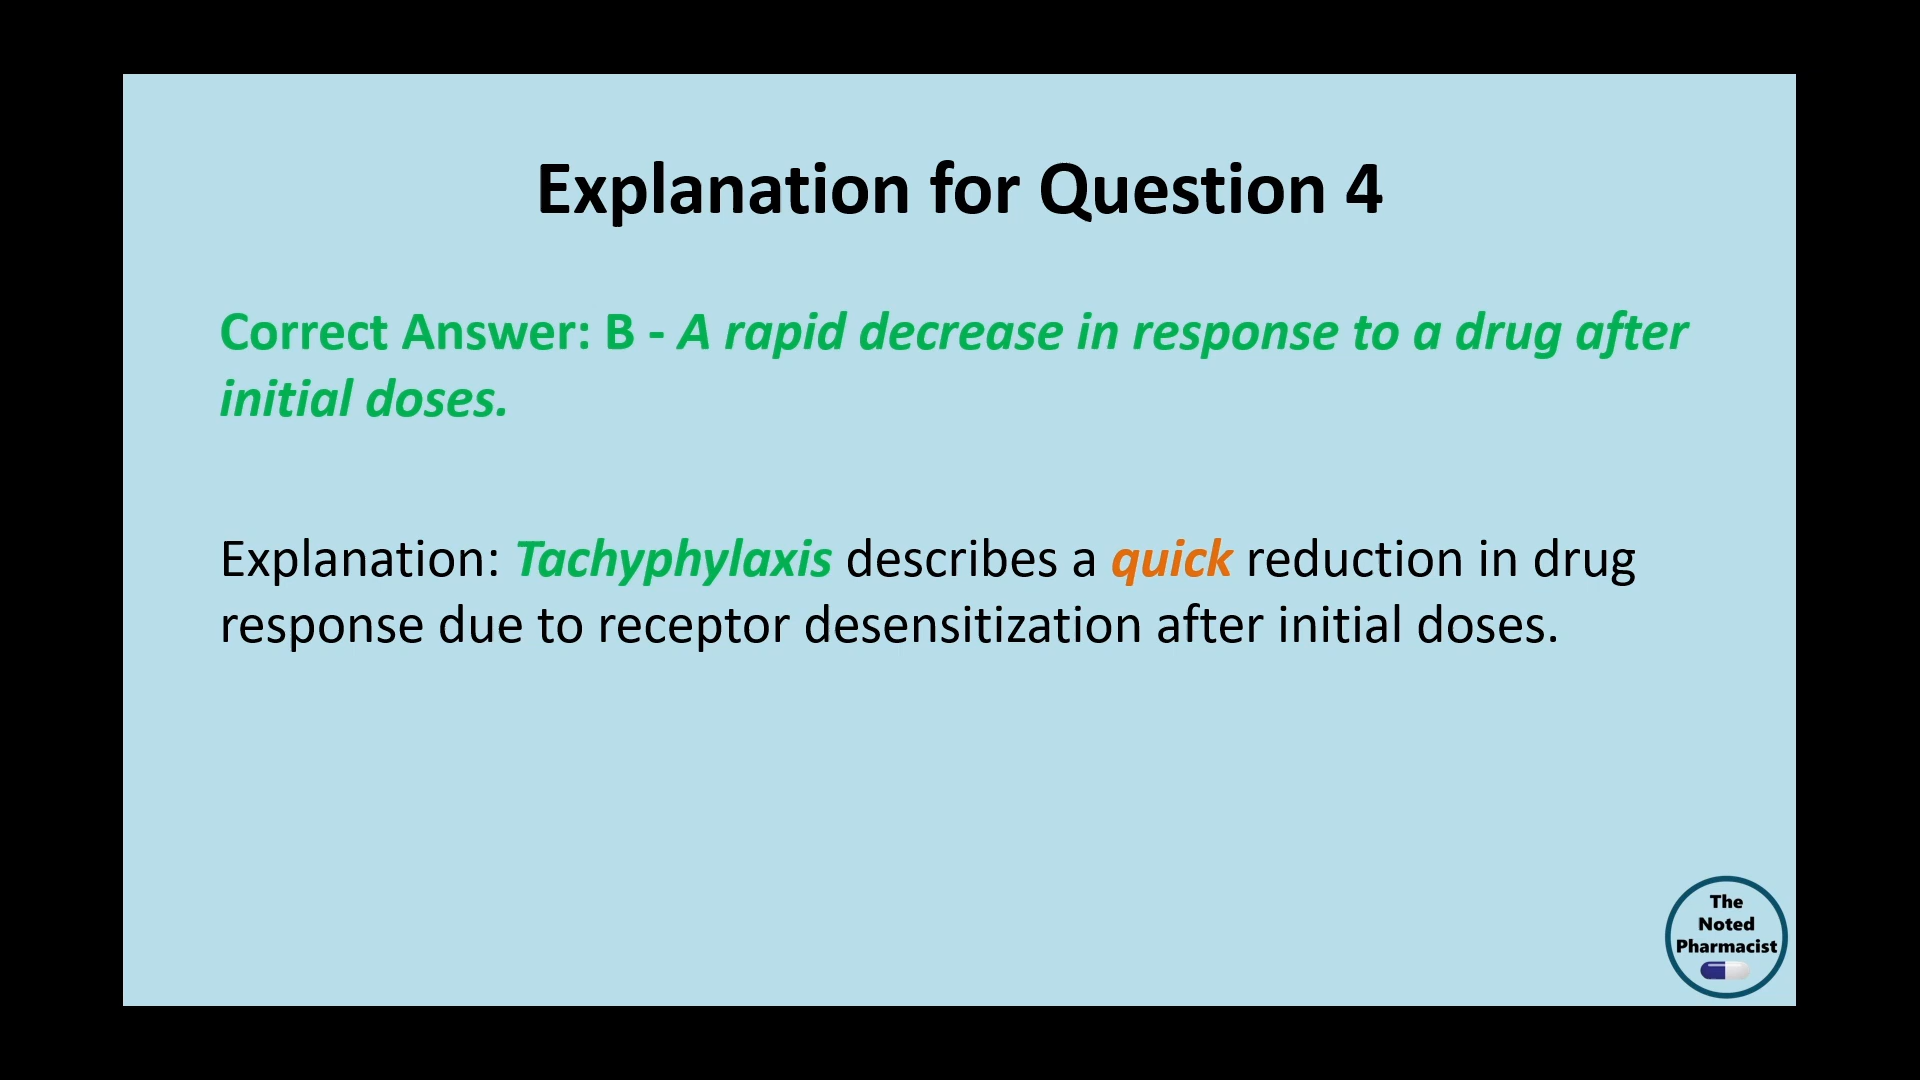 Explanation for Question 4
Correct Answer: B - A rapid decrease in response to a drug after
initial doses.
Explanation: Tachyphylaxis describes a quick reduction in drug
response due to receptor desensitization after initial doses.
The
Noted
Pharmacist